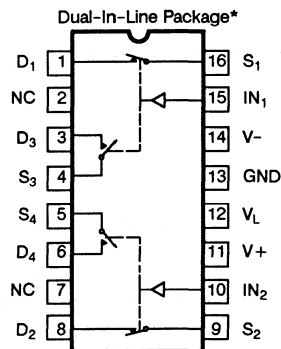 Dual-In-Line Package*
D1 1 16 S1
NC 2 15 IN1
D3 3 14 V-
S3 4 13 GND
S4 5 12 VL
D4 6 11 V+
NC 7 10 IN2
D2 8 9 S2